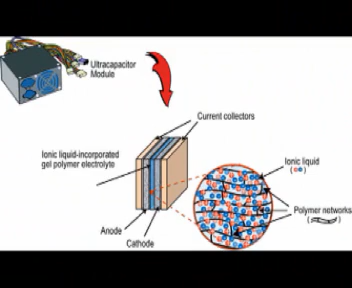 Ultracapacitor
Module
Current collectors
Ionic liquid-incorporated
gel polymer electrolyte
Ionic liquid
Polymer networks
Anode
Cathode